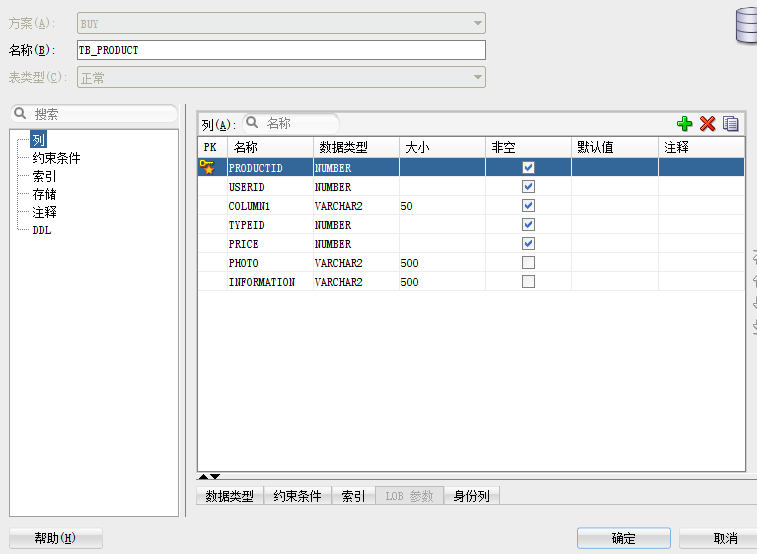 方案(A): BUY
名称(B): TB_PRODUCT
表类型(C): 正常
搜索
列
约束条件
索引
存储
注释
DDL
列(A): 名称
PK 名称 数据类型 大小 非空 默认值 注释
PRODUCTID NUMBER
USERID NUMBER
COLUMN1 VARCHAR2 50
TYPEID NUMBER
PRICE NUMBER
PHOTO VARCHAR2 500
INFORMATION VARCHAR2 500
数据类型 约束条件 索引 LOB 参数 身份列
帮助(H) 确定 取消